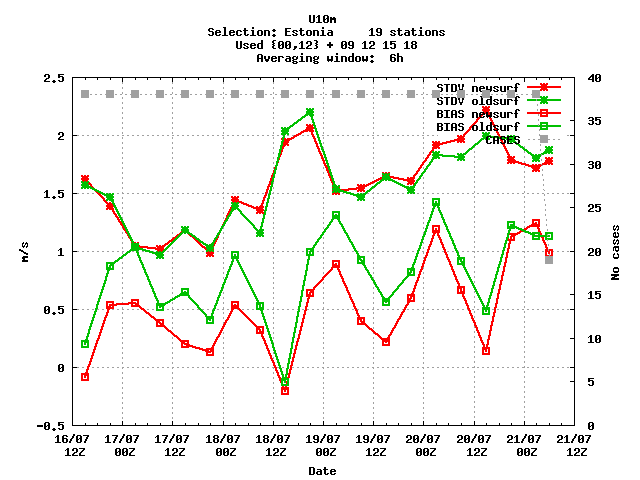 U10m
Selection: Estonia 19 stations
Used {00,12} + 09 12 15 18
Averaging window: 6h
2.5
2
1.5
1
0.5
0
-0.5
m/s
40
35
30
25
20
15
10
5
0
No cases
STDV newsurf
STDV oldsurf
BIAS newsurf
BIAS oldsurf
CASES
16/07 17/07 17/07 18/07 18/07 19/07 19/07 20/07 20/07 21/07 21/07
12Z 00Z 12Z 00Z 12Z 00Z 12Z 00Z 12Z 00Z 12Z
Date